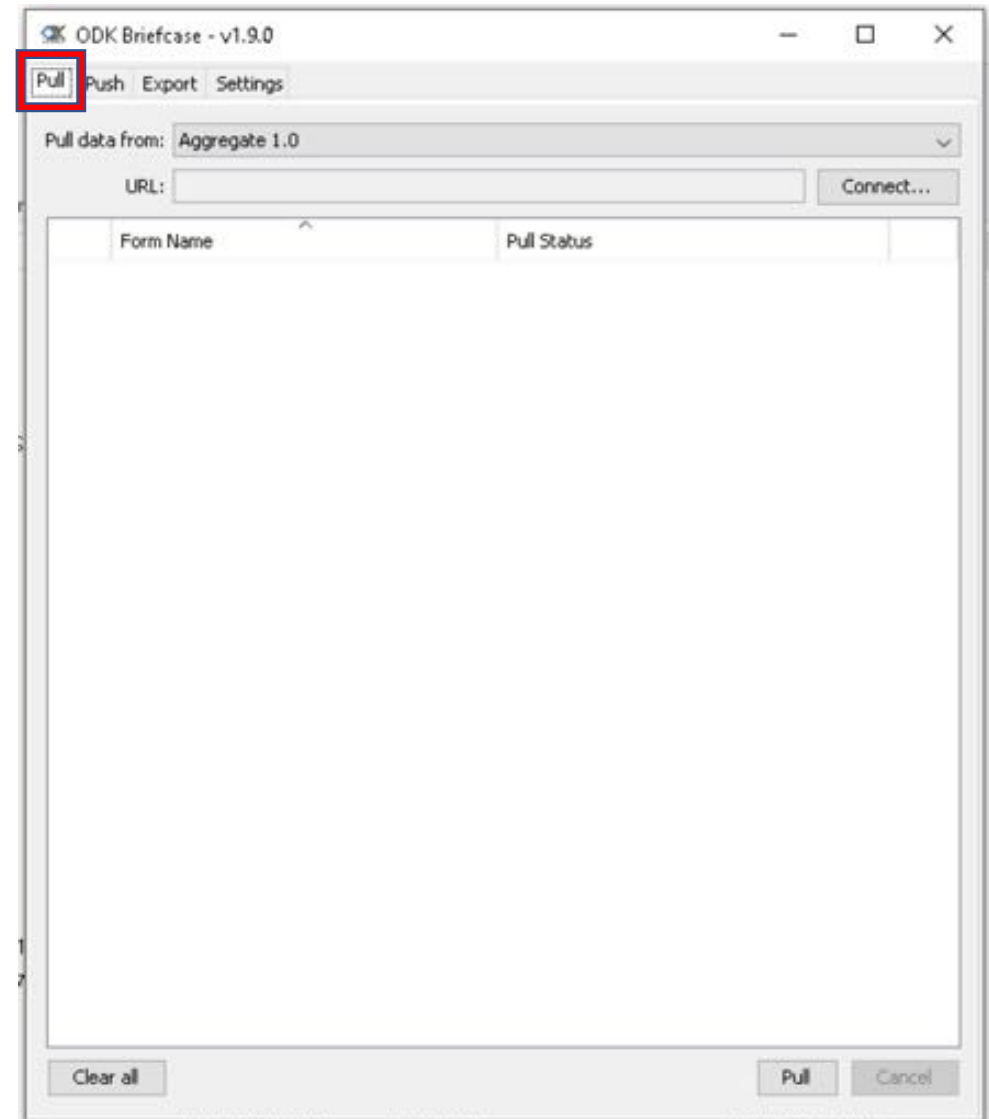 ODK Briefcase - v1.9.0
Pull Push Export Settings
Pull data from: Aggregate 1.0
URL: Connect...
Form Name Pull Status
Clear all Pull Cancel